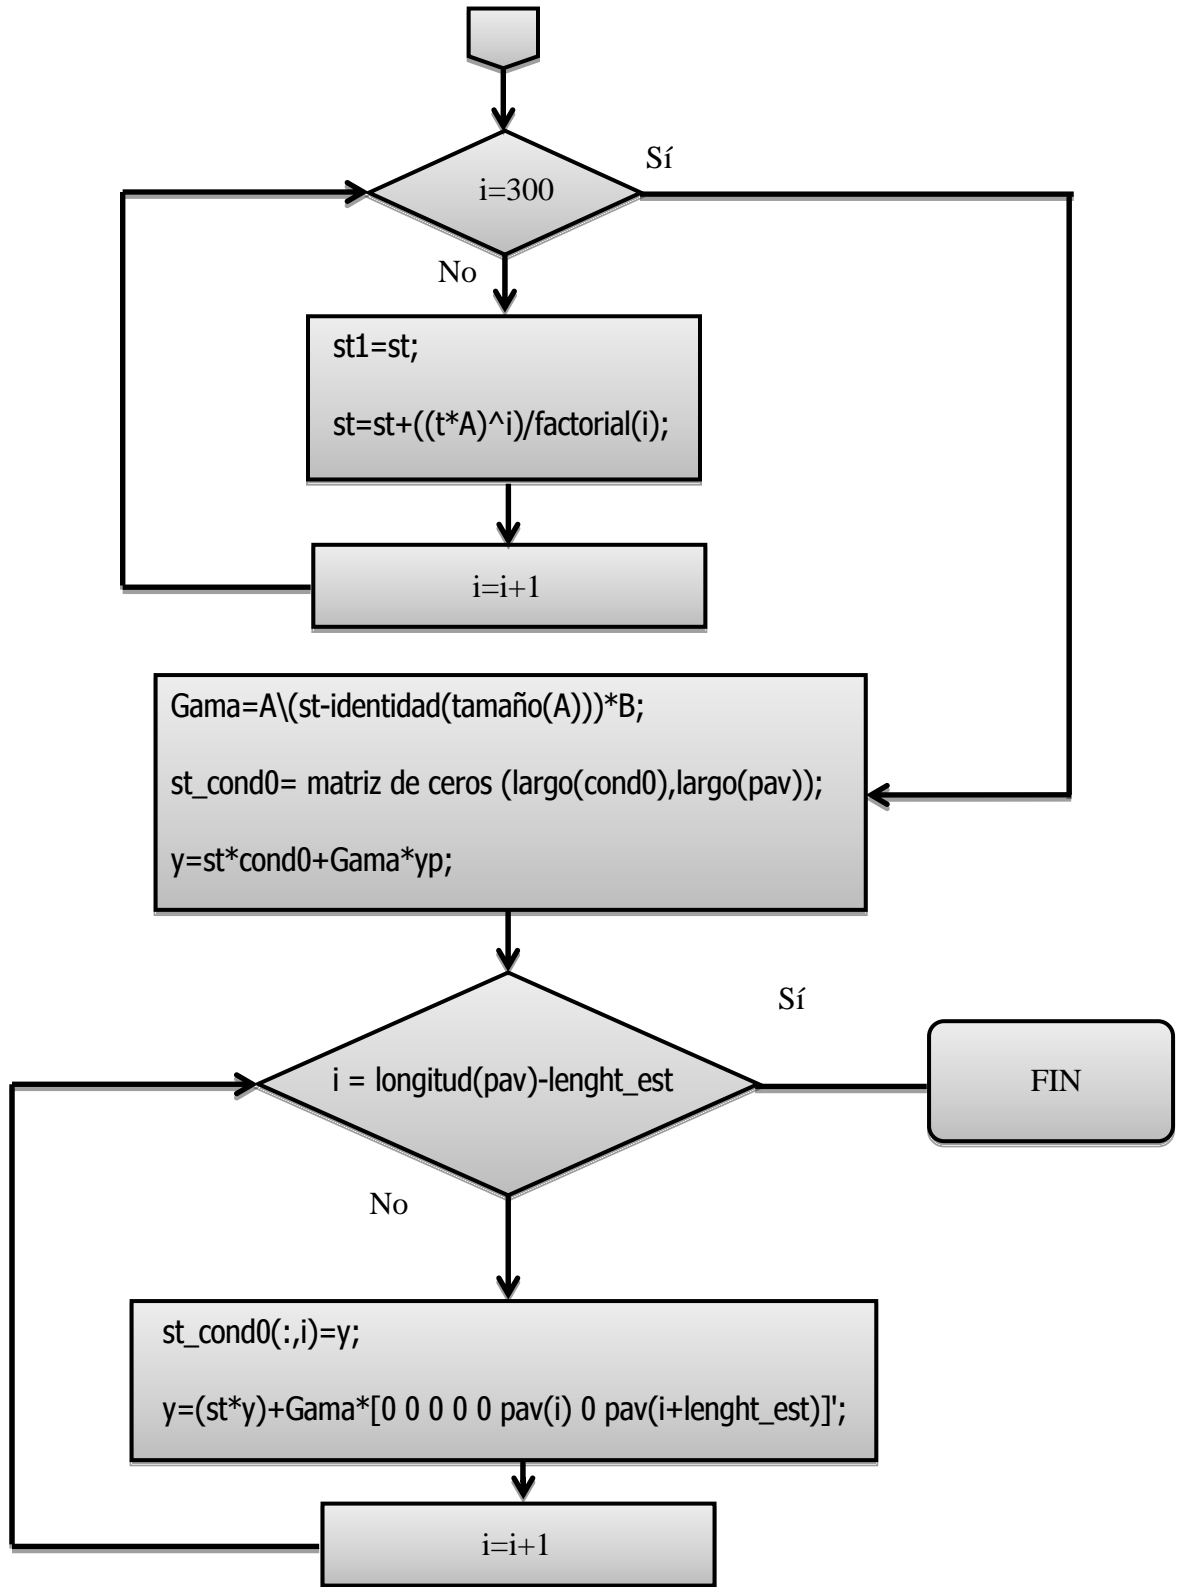 Sí
i=300
No
st1=st;
st=st+((t*A)^i)/factorial(i);
i=i+1
Gama=A\(st-identidad(tamaño(A)))*B;
st_cond0= matriz de ceros (largo(cond0),largo(pav));
y=st*cond0+Gama*yp;
Sí
i = longitud(pav)-lenght_est
FIN
No
st_cond0(:,i)=y;
y=(st*y)+Gama*[0 0 0 0 0 pav(i) 0 pav(i+lenght_est)]';
i=i+1